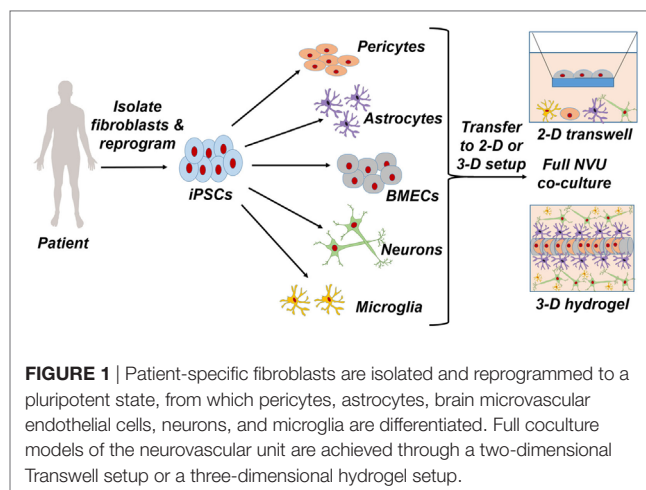 Pericytes
Isolate
fibroblasts &
reprogram
Astrocytes
Transfer
to 2-D or
3-D setup
2-D transwell
iPSCs
BMECs
Full NVU
co-culture
Patient
Neurons
Microglia
3-D hydrogel
FIGURE 1 | Patient-specific fibroblasts are isolated and reprogrammed to a
pluripotent state, from which pericytes, astrocytes, brain microvascular
endothelial cells, neurons, and microglia are differentiated. Full coculture
models of the neurovascular unit are achieved through a two-dimensional
Transwell setup or a three-dimensional hydrogel setup.